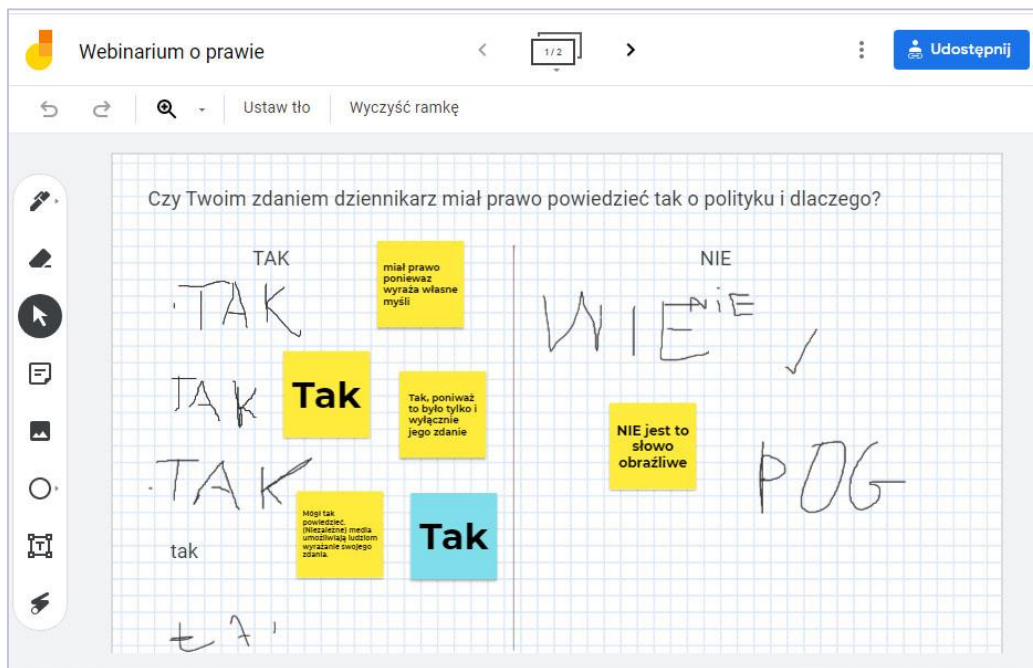 Webinarium o prawie
1/2
Udostępnij
Ustaw tło
Wyczyść ramkę
Czy Twoim zdaniem dziennikarz miał prawo powiedzieć tak o polityku i dlaczego?
TAK
miał prawo
poniewaz
wyraża własne
myśli
TAK
TAK
Tak
Tak, poniważ
to było tylko i
wyłącznie
jego zdanie
TAK
Mógł tak
powiedzieć.
(Niezależne) media
umożliwiają ludziom
wyrażanie swojego
zdania.
Tak
tak
NIE
NIE
NiE
NIE jest to
słowo
obraźliwe
POG